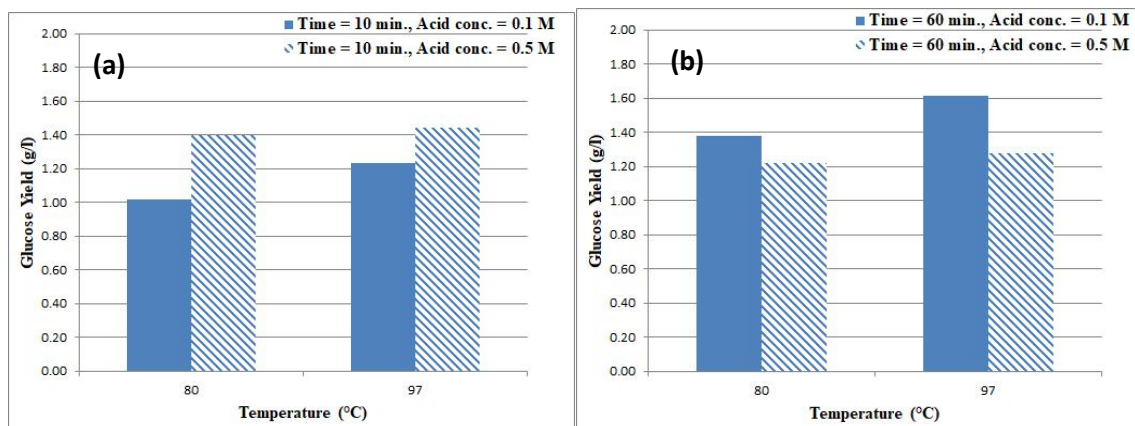 ■ Time = 10 min., Acid conc. = 0.1 M
Time = 10 min., Acid conc. = 0.5 M
(a)
2.00
1.80
1.60
1.40
1.20
1.00
0.80
0.60
0.40
0.20
0.00
Glucose Yield (g/l)
80 97
Temperature (°C)
Time = 60 min., Acid conc. = 0.1 M
Time = 60 min., Acid conc. = 0.5 M
(b)
2.00
1.80
1.60
1.40
1.20
1.00
0.80
0.60
0.40
0.20
0.00
Glucose Yield (g/l)
80 97
Temperature (°C)